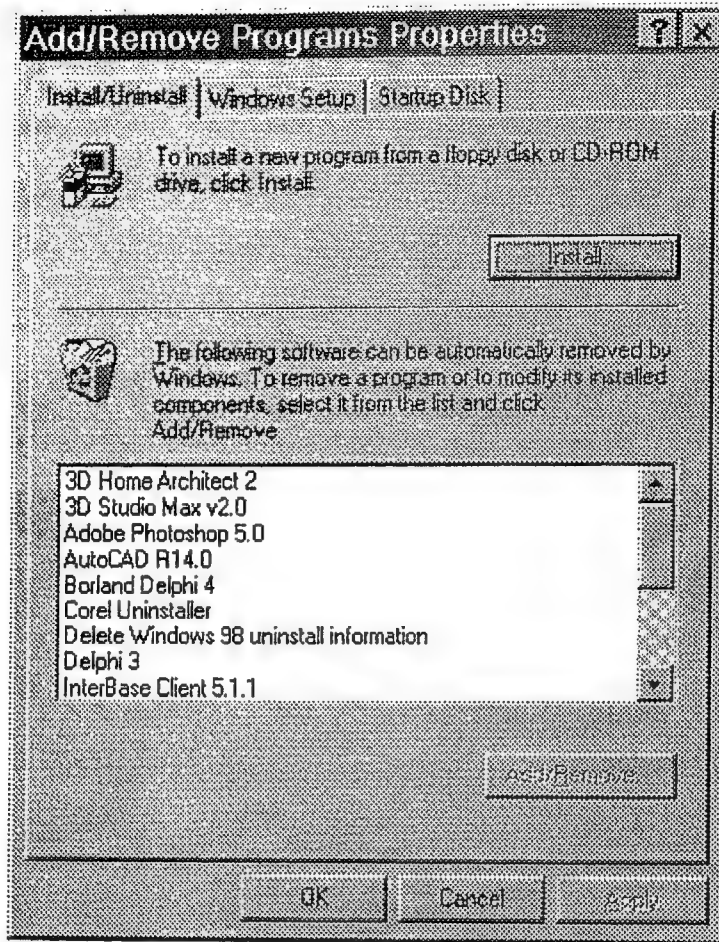 Add/Remove Programs Properties
Install/Uninstall
Windows Setup
Startup Disk
To install a new program from a floppy disk or CD-ROM
drive, click Install.
Install...
The following software can be automatically removed by
Windows. To remove a program or to modify its installed
components, select it from the list and click
Add/Remove
3D Home Architect 2
3D Studio Max v2.0
Adobe Photoshop 5.0
AutoCAD R14.0
Borland Delphi 4
Corel Uninstaller
Delete Windows 98 uninstall information
Delphi 3
InterBase Client 5.1.1
Add/Remove...
OK
Cancel
Apply